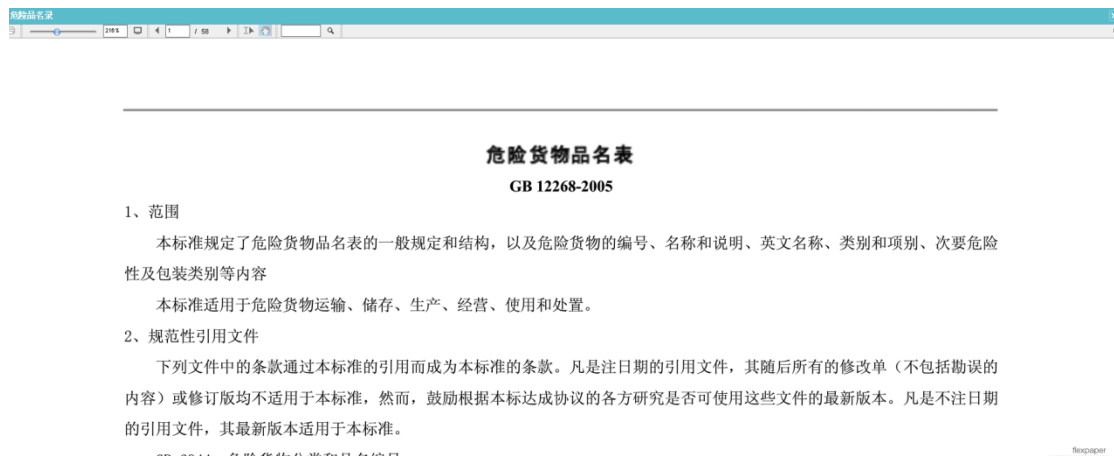 危险品名录
218% 1 / 58
危险货物品名表
GB 12268-2005
1、范围
本标准规定了危险货物品名表的一般规定和结构，以及危险货物的编号、名称和说明、英文名称、类别和项别、次要危险
性及包装类别等内容
本标准适用于危险货物运输、储存、生产、经营、使用和处置。
2、规范性引用文件
下列文件中的条款通过本标准的引用而成为本标准的条款。凡是注日期的引用文件，其随后所有的修改单（不包括勘误的
内容）或修订版均不适用于本标准，然而，鼓励根据本标达成协议的各方研究是否可使用这些文件的最新版本。凡是不注日期
的引用文件，其最新版本适用于本标准。
flexpaper